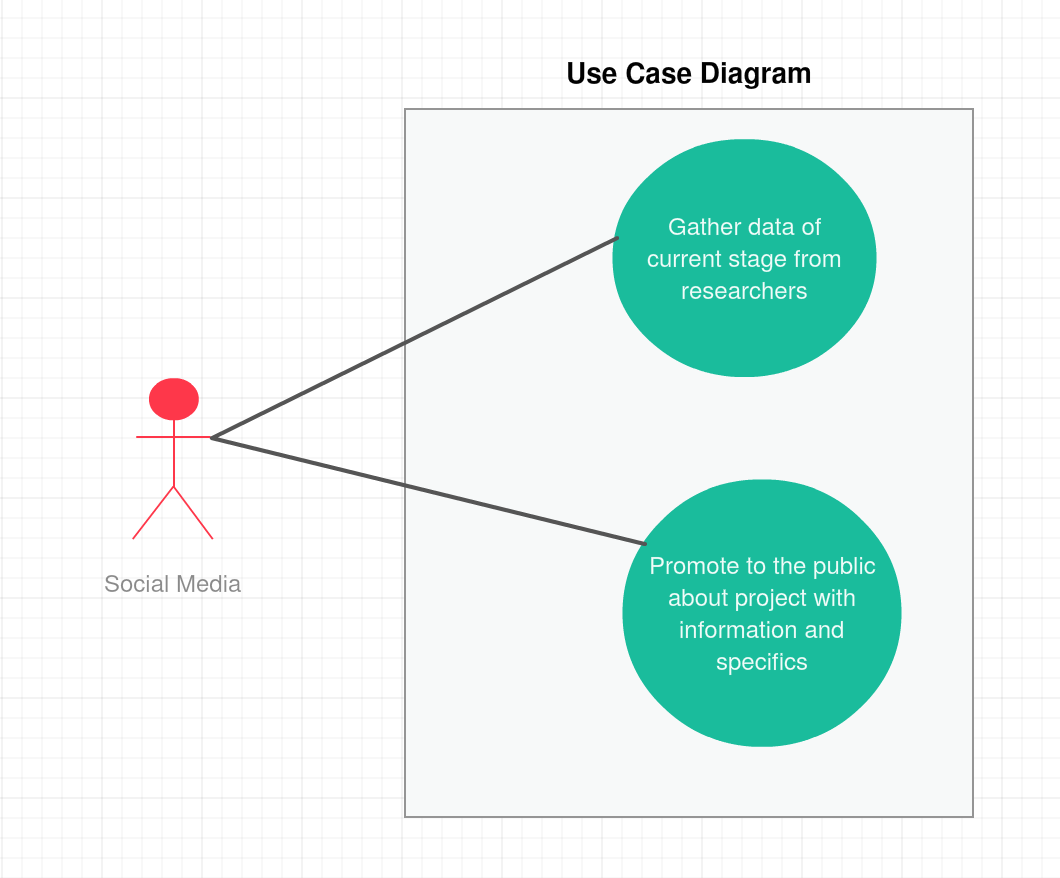 Use Case Diagram
Gather data of
current stage from
researchers
Social Media
Promote to the public
about project with
information and
specifics